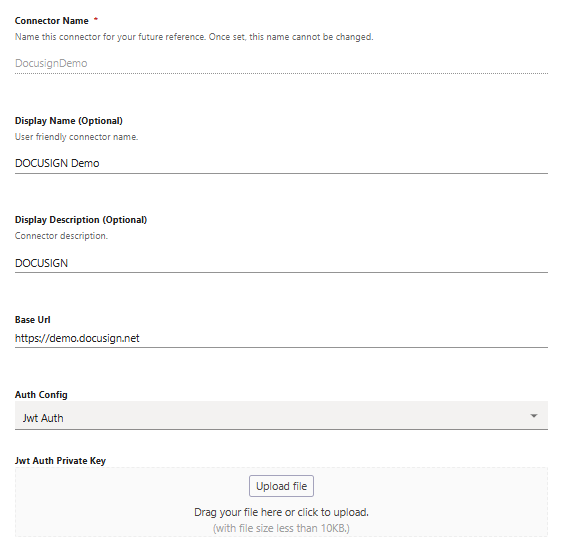 Connector Name *
Name this connector for your future reference. Once set, this name cannot be changed.
DocusignDemo
Display Name (Optional)
User friendly connector name.
DOCUSIGN Demo
Display Description (Optional)
Connector description.
DOCUSIGN
Base Url
https://demo.docusign.net
Auth Config
Jwt Auth
Jwt Auth Private Key
Upload file
Drag your file here or click to upload.
(with file size less than 10KB.)